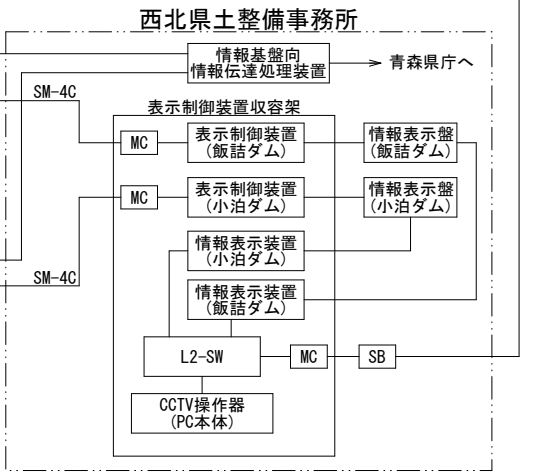 西北県土整備事務所
情報基盤向
情報伝達処理装置
青森県庁へ
SM-4C
表示制御装置収容架
MC
表示制御装置
(飯詰ダム)
情報表示盤
(飯詰ダム)
MC
表示制御装置
(小泊ダム)
情報表示盤
(小泊ダム)
情報表示装置
(小泊ダム)
SM-4C
情報表示装置
(飯詰ダム)
L2-SW
MC
SB
CCTV操作器
(PC本体)